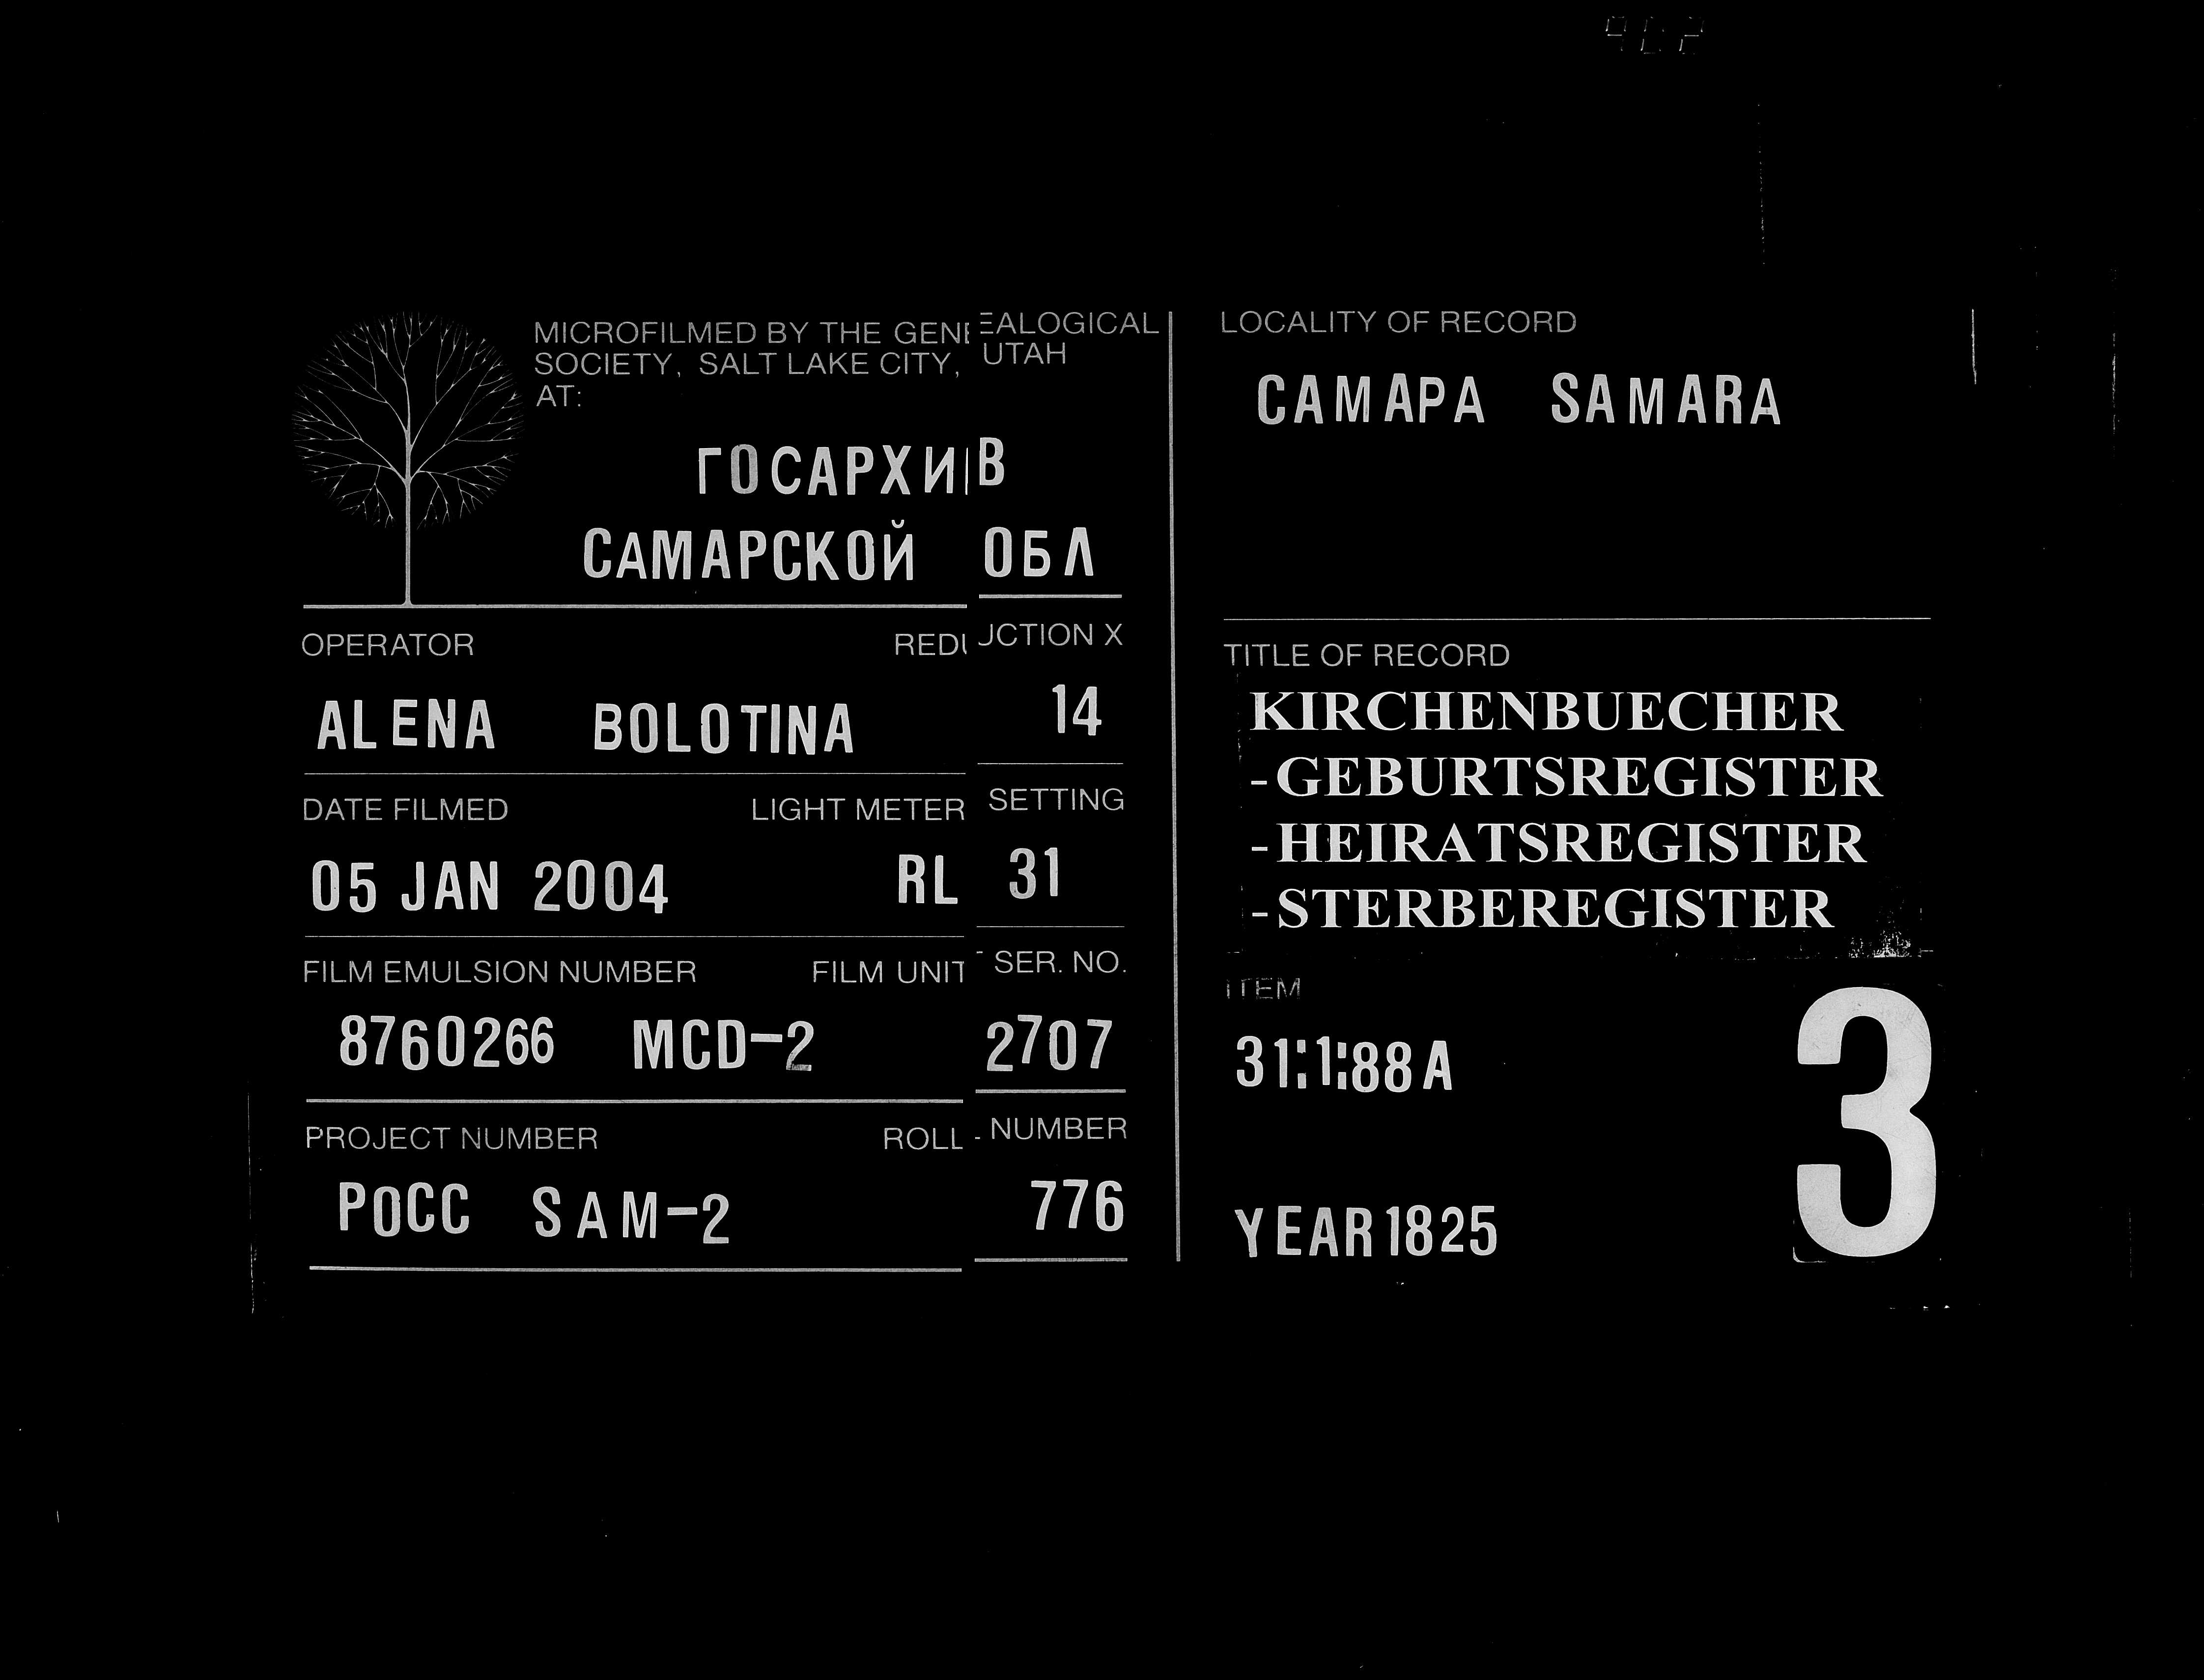 MICROFILMED BY THE GENEALOGICAL
SOCIETY, SALT LAKE CITY, UTAH
AT:
ГОСАРХИВ
САМАРСКОЙ ОБЛ
OPERATOR REDUCTION X
ALENA BOLOTINA 14
DATE FILMED LIGHT METER SETTING
05 JAN 2004 RL 31
FILM EMULSION NUMBER FILM UNIT SER. NO.
8760266 MCD-2 2707
PROJECT NUMBER ROLL NUMBER
РОСС SAM-2 776
LOCALITY OF RECORD
САМАРА SAMARA
TITLE OF RECORD
KIRCHENBUECHER
-GEBURTSREGISTER
-HEIRATSREGISTER
-STERBEREGISTER
ITEM
31:1:88A
3
YEAR 1825